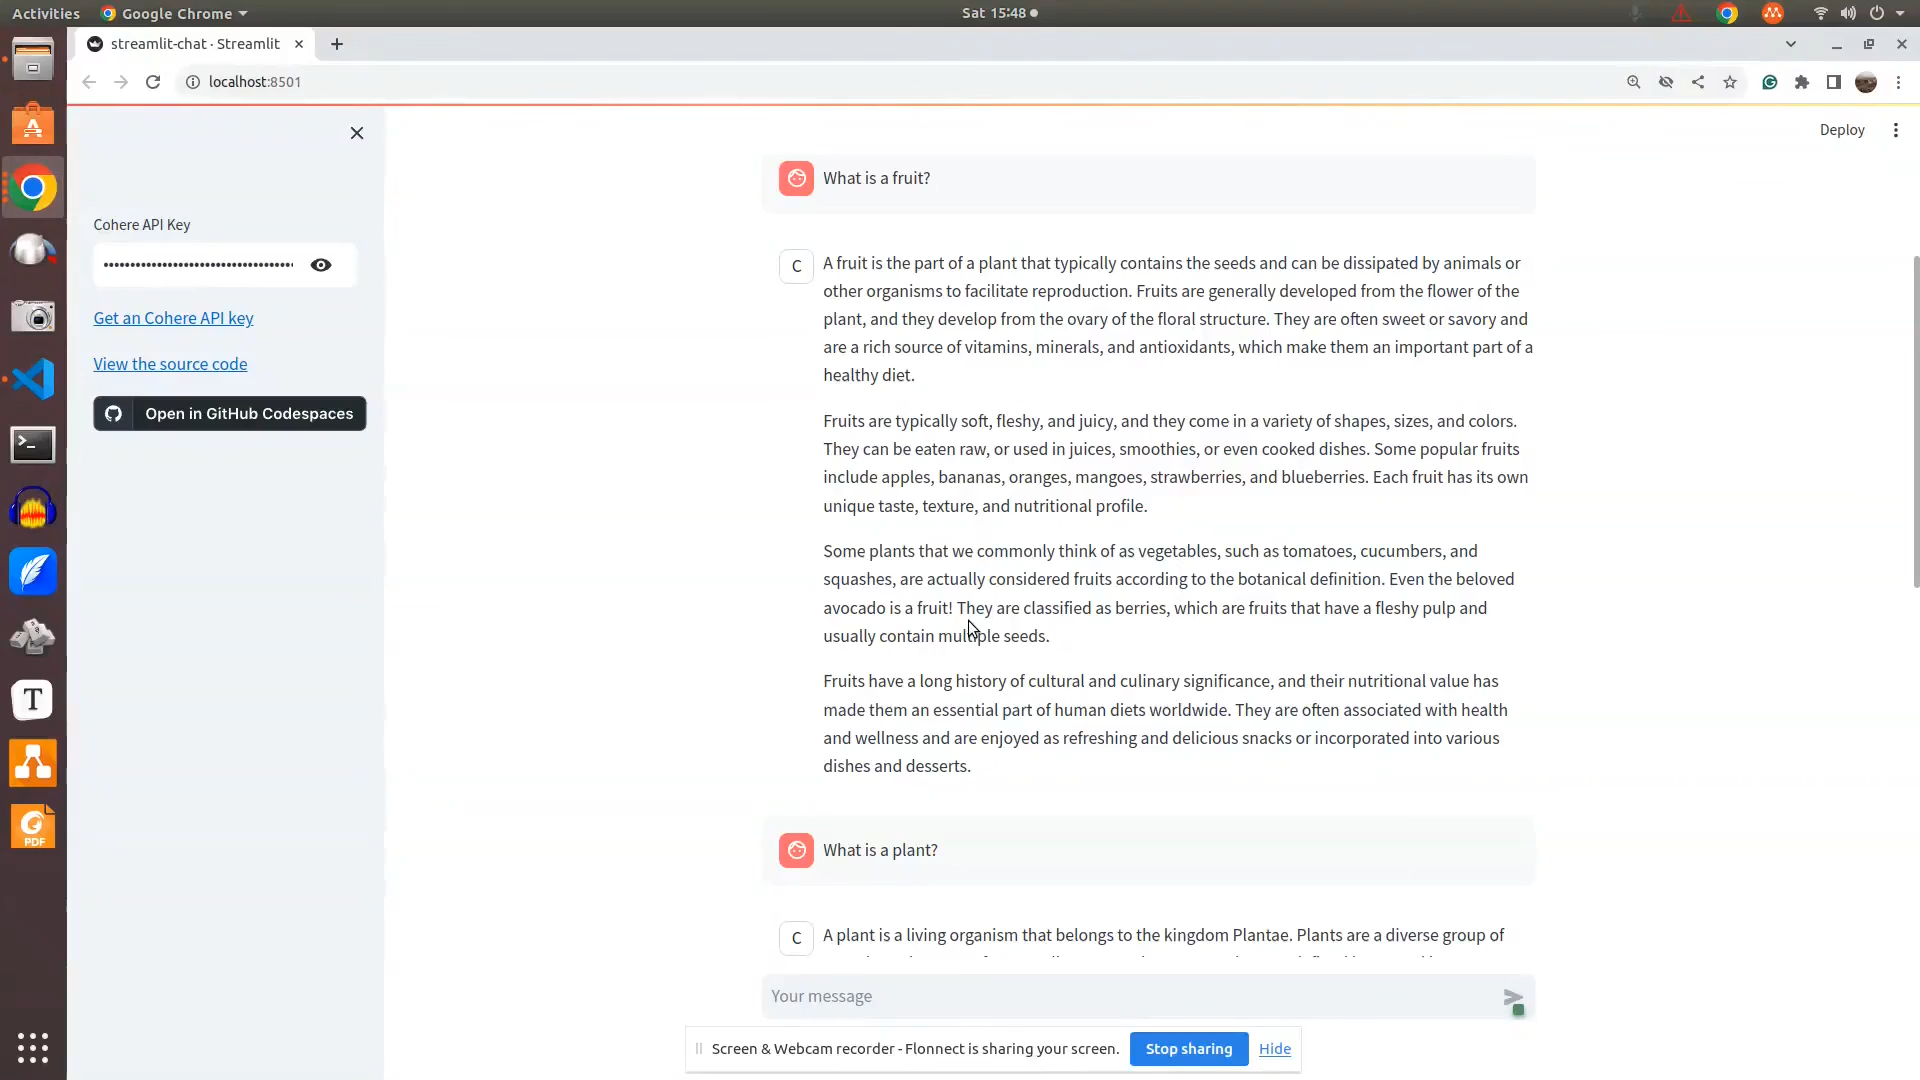 Activities
Google Chrome
Sat 15:48
streamlit-chat · Streamlit
localhost:8501
Deploy
Cohere API Key
Get an Cohere API key
View the source code
Open in GitHub Codespaces
What is a fruit?
C
A fruit is the part of a plant that typically contains the seeds and can be dissipated by animals or
other organisms to facilitate reproduction. Fruits are generally developed from the flower of the
plant, and they develop from the ovary of the floral structure. They are often sweet or savory and
are a rich source of vitamins, minerals, and antioxidants, which make them an important part of a
healthy diet.
Fruits are typically soft, fleshy, and juicy, and they come in a variety of shapes, sizes, and colors.
They can be eaten raw, or used in juices, smoothies, or even cooked dishes. Some popular fruits
include apples, bananas, oranges, mangoes, strawberries, and blueberries. Each fruit has its own
unique taste, texture, and nutritional profile.
Some plants that we commonly think of as vegetables, such as tomatoes, cucumbers, and
squashes, are actually considered fruits according to the botanical definition. Even the beloved
avocado is a fruit! They are classified as berries, which are fruits that have a fleshy pulp and
usually contain multiple seeds.
Fruits have a long history of cultural and culinary significance, and their nutritional value has
made them an essential part of human diets worldwide. They are often associated with health
and wellness and are enjoyed as refreshing and delicious snacks or incorporated into various
dishes and desserts.
What is a plant?
C
A plant is a living organism that belongs to the kingdom Plantae. Plants are a diverse group of
Your message
Screen & Webcam recorder - Flonnect is sharing your screen.
Stop sharing
Hide
T
PDF